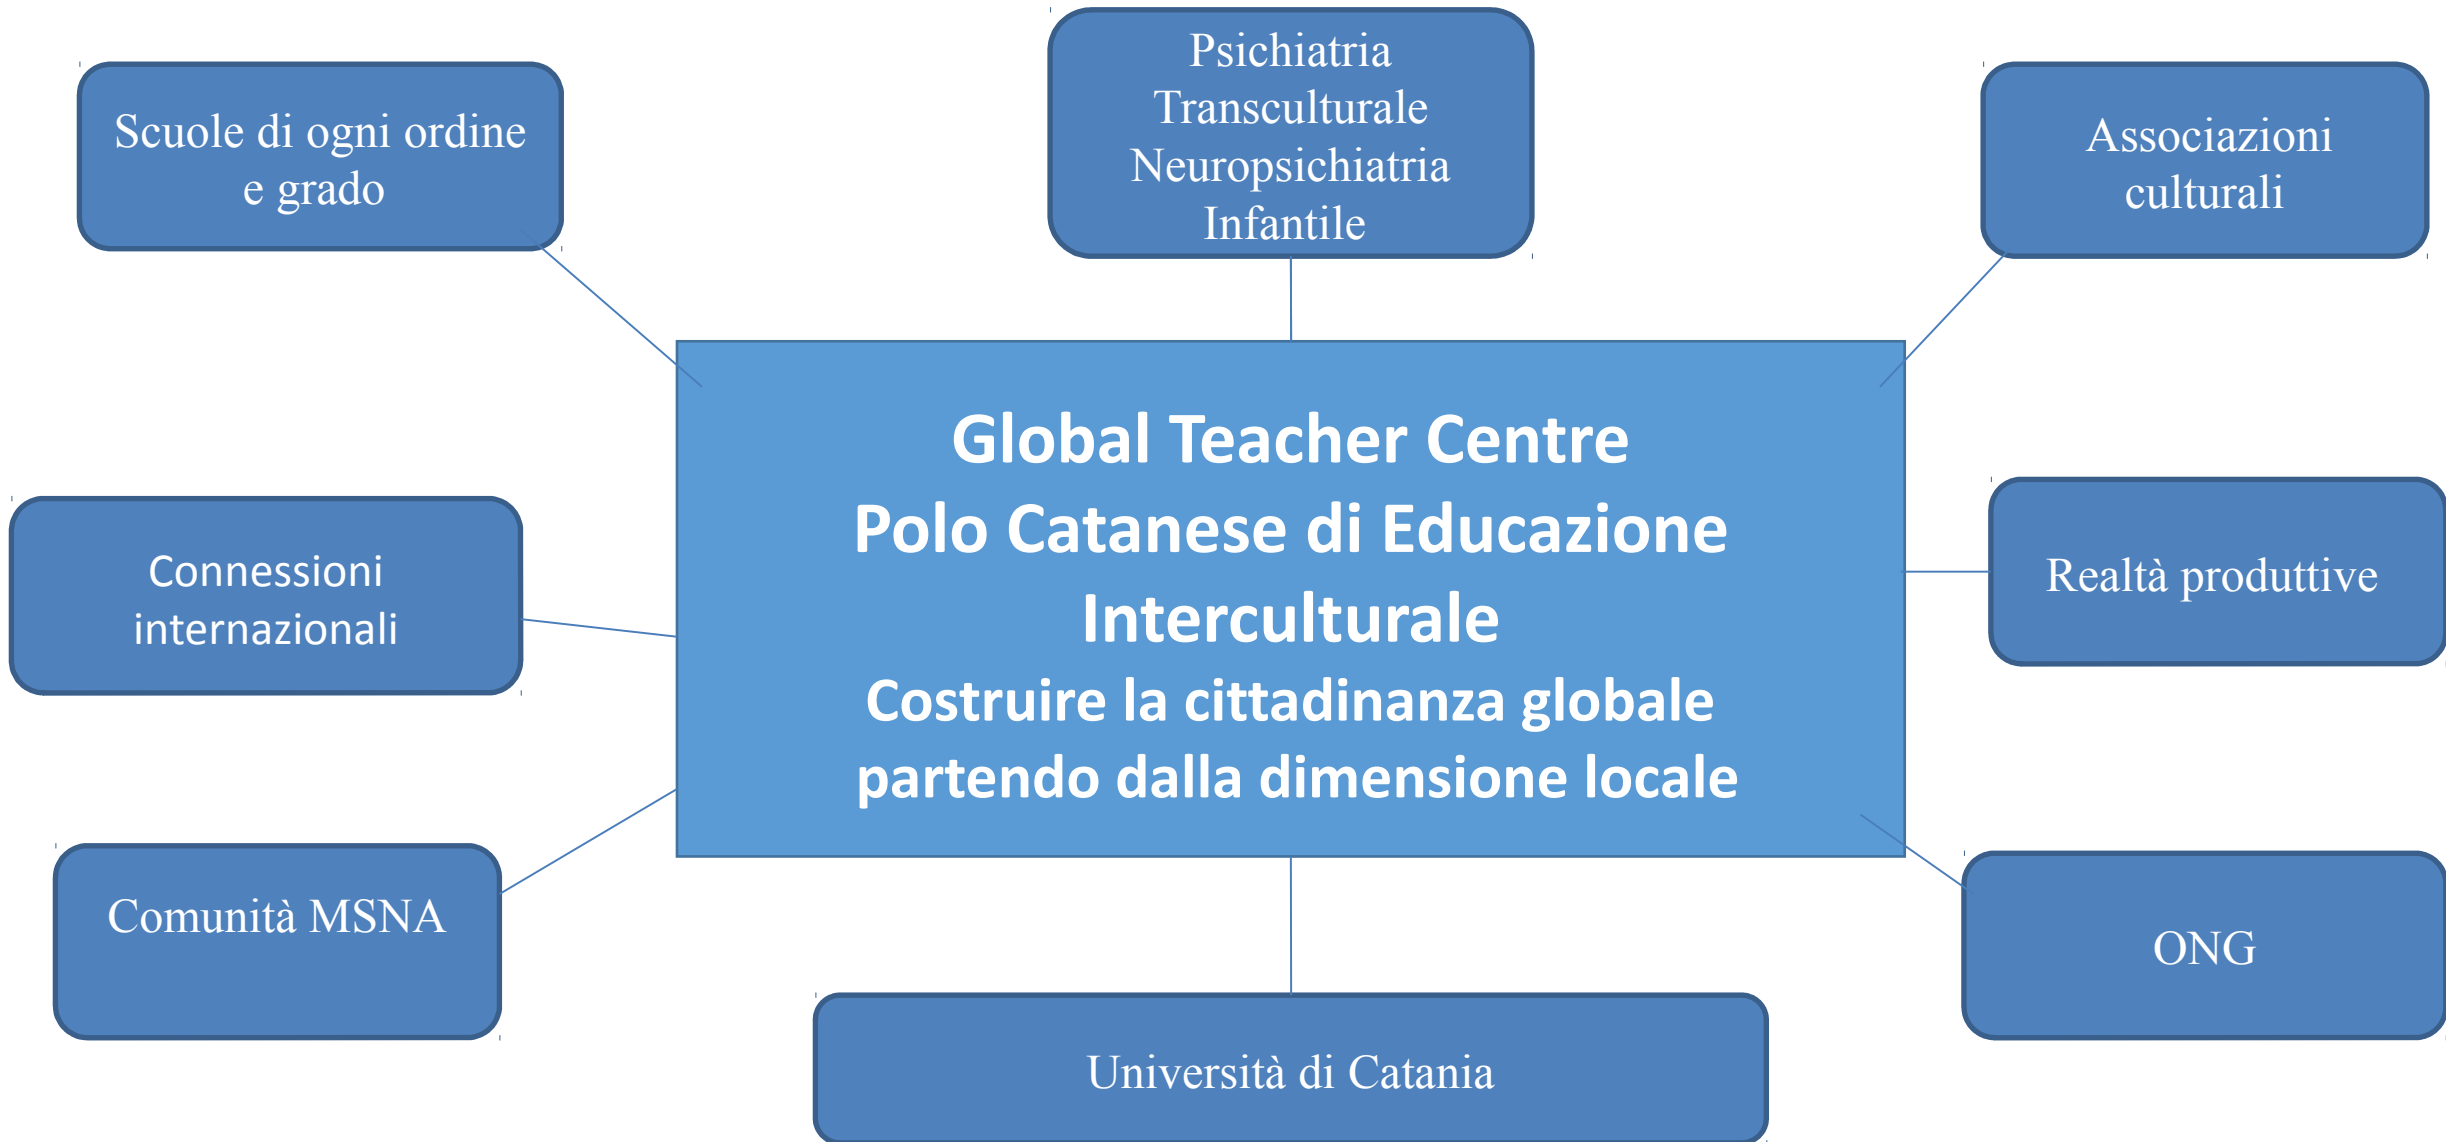 Psichiatria
Transculturale
Neuropsichiatria
Infantile
Scuole di ogni ordine
e grado
Associazioni
culturali
Global Teacher Centre
Polo Catanese di Educazione
Interculturale
Costruire la cittadinanza globale
partendo dalla dimensione locale
Connessioni
internazionali
Realtà produttive
Comunità MSNA
ONG
Università di Catania